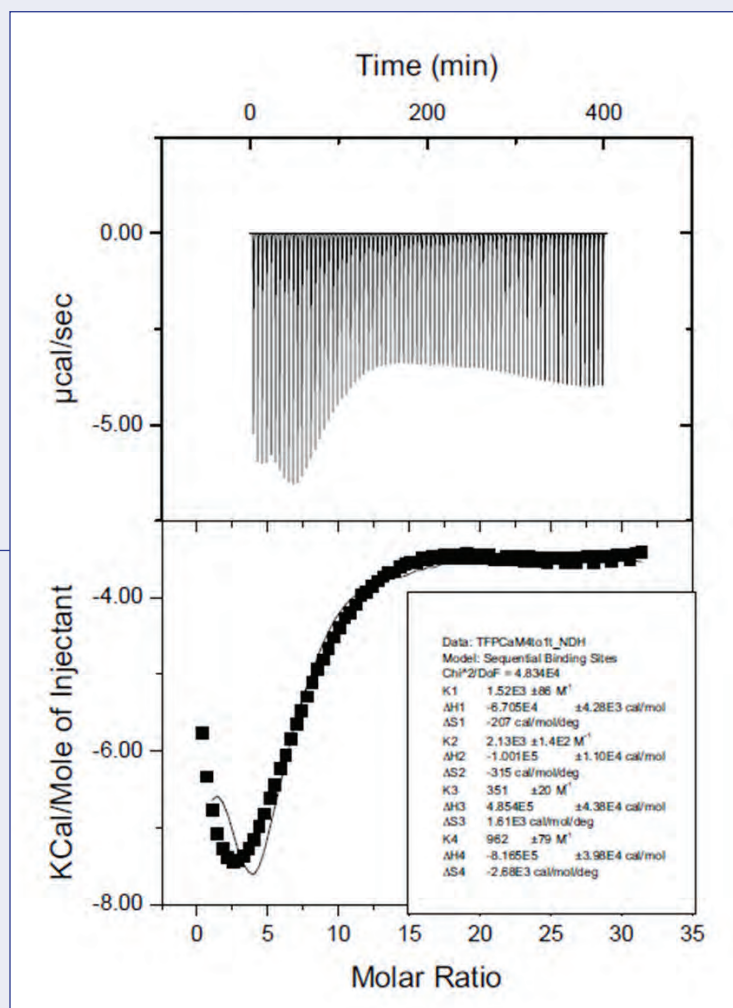 Time (min)
0 200 400
0.00
-5.00
µcal/sec
-4.00
-6.00
-8.00
KCal/Mole of Injectant
Data: TFPCaM4to1t_NDH
Model: Sequential Binding Sites
Chi^2/DoF = 4.834E4
K1 1.52E3 ±86 M⁻¹
ΔH1 -6.705E4 ±4.28E3 cal/mol
ΔS1 -207 cal/mol/deg
K2 2.13E3 ±1.4E2 M⁻¹
ΔH2 -1.001E5 ±1.10E4 cal/mol
ΔS2 -315 cal/mol/deg
K3 351 ±20 M⁻¹
ΔH3 4.854E5 ±4.38E4 cal/mol
ΔS3 1.61E3 cal/mol/deg
K4 962 ±79 M⁻¹
ΔH4 -8.165E5 ±3.98E4 cal/mol
ΔS4 -2.68E3 cal/mol/deg
0 5 10 15 20 25 30 35
Molar Ratio